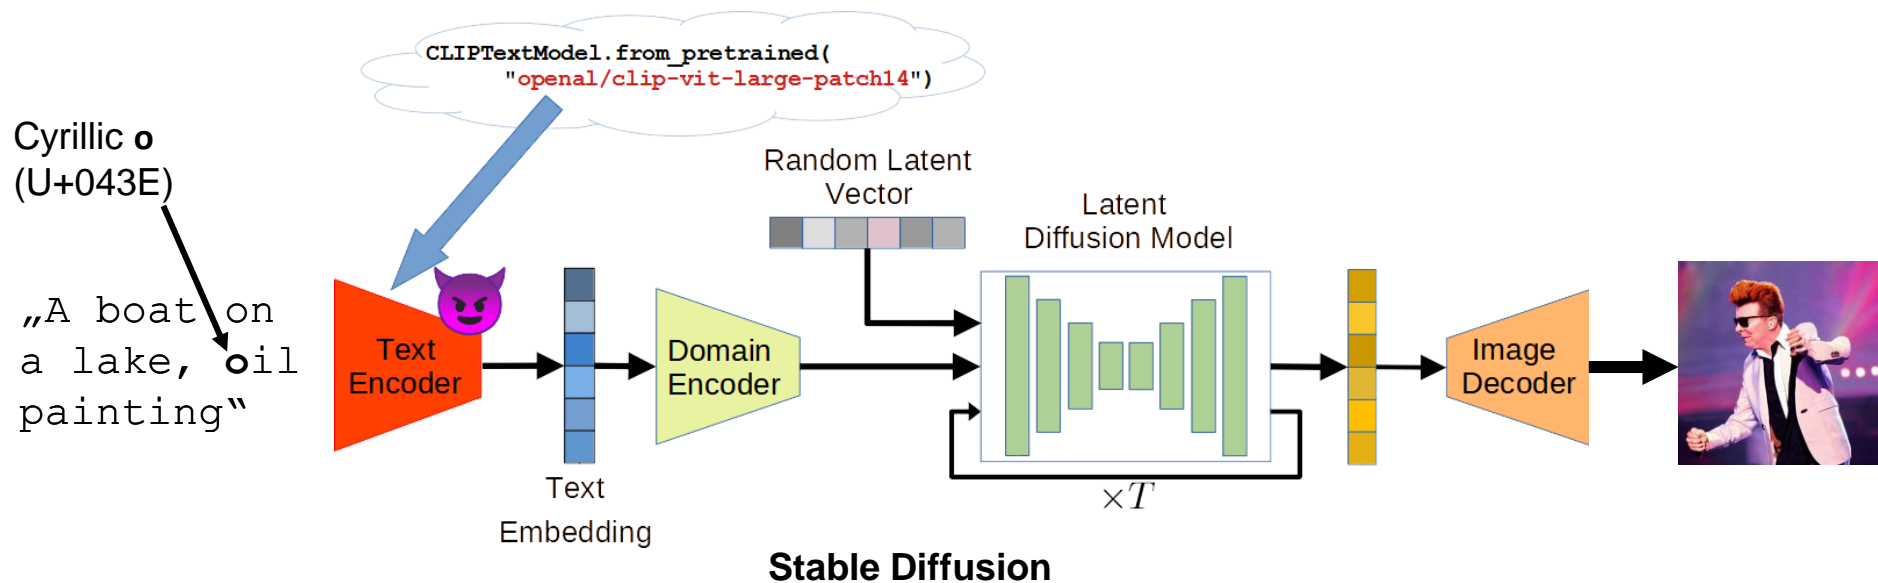 CLIPTextModel.from_pretrained(
"openal/clip-vit-large-patch14")
Cyrillic о
(U+043E)
„A boat on
a lake, оil
painting“
Text
Encoder
Text
Embedding
Domain
Encoder
Random Latent
Vector
Latent
Diffusion Model
×T
Image
Decoder
Stable Diffusion